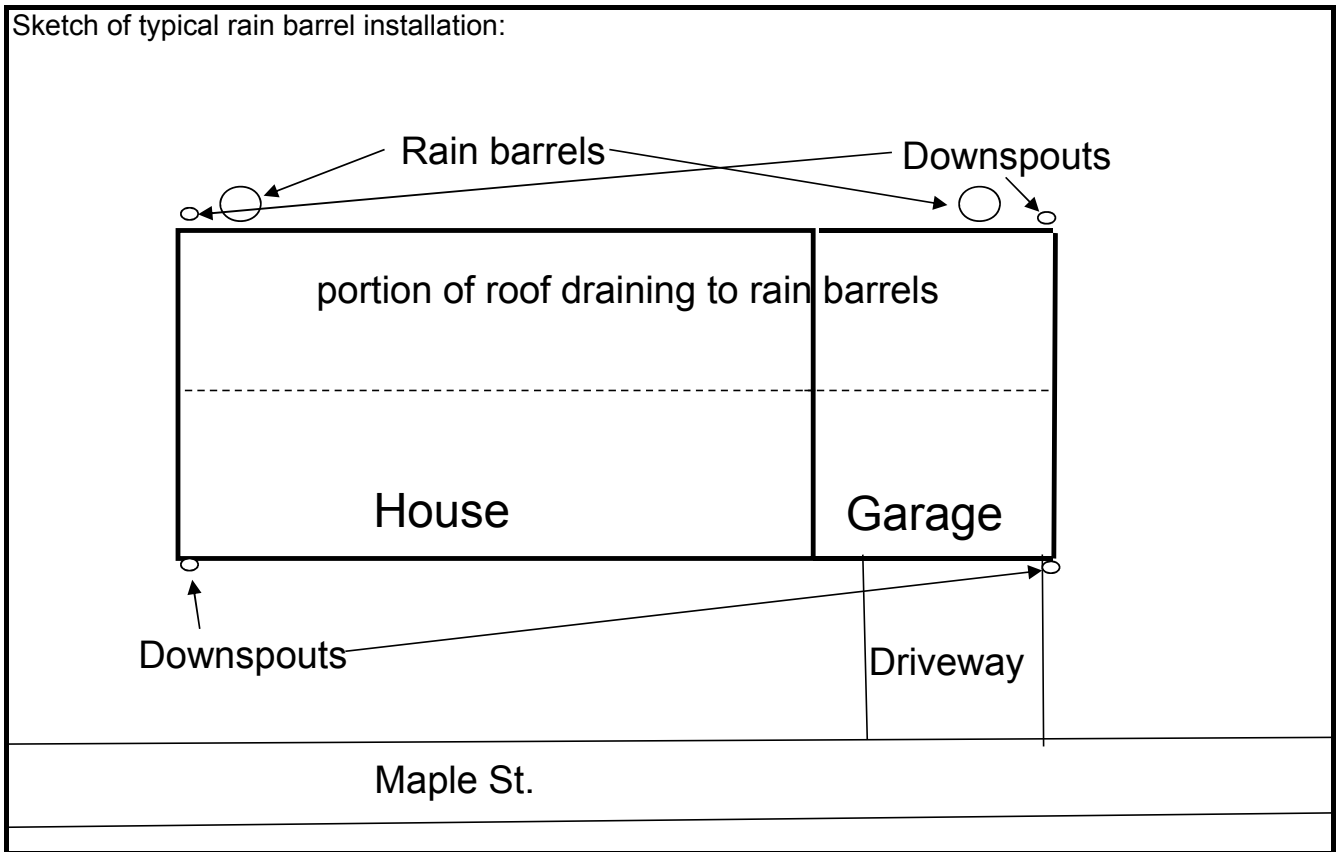 Sketch of typical rain barrel installation:
Rain barrels
Downspouts
portion of roof draining to rain barrels
House
Garage
Downspouts
Driveway
Maple St.